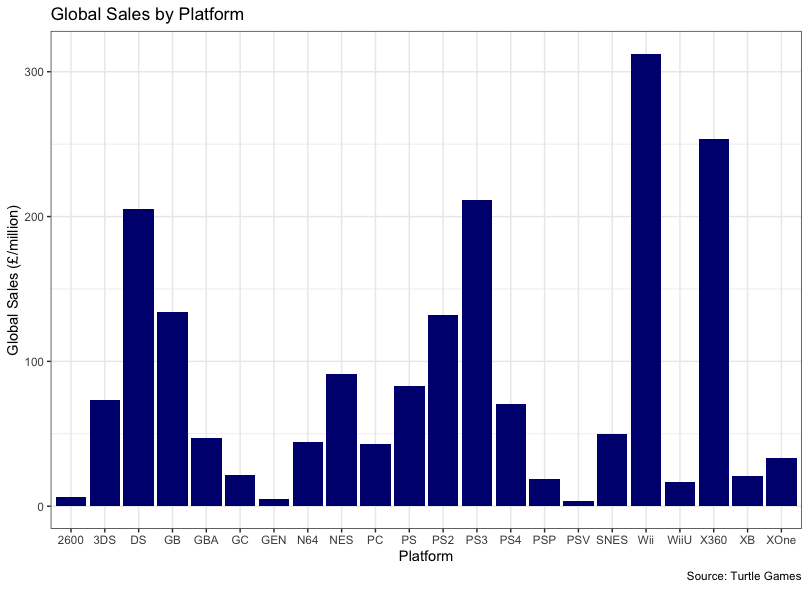 Global Sales by Platform
Global Sales (£/million)
300
200
100
0
2600 3DS DS GB GBA GC GEN N64 NES PC PS PS2 PS3 PS4 PSP PSV SNES Wii WiiU X360 XB XOne
Platform
Source: Turtle Games